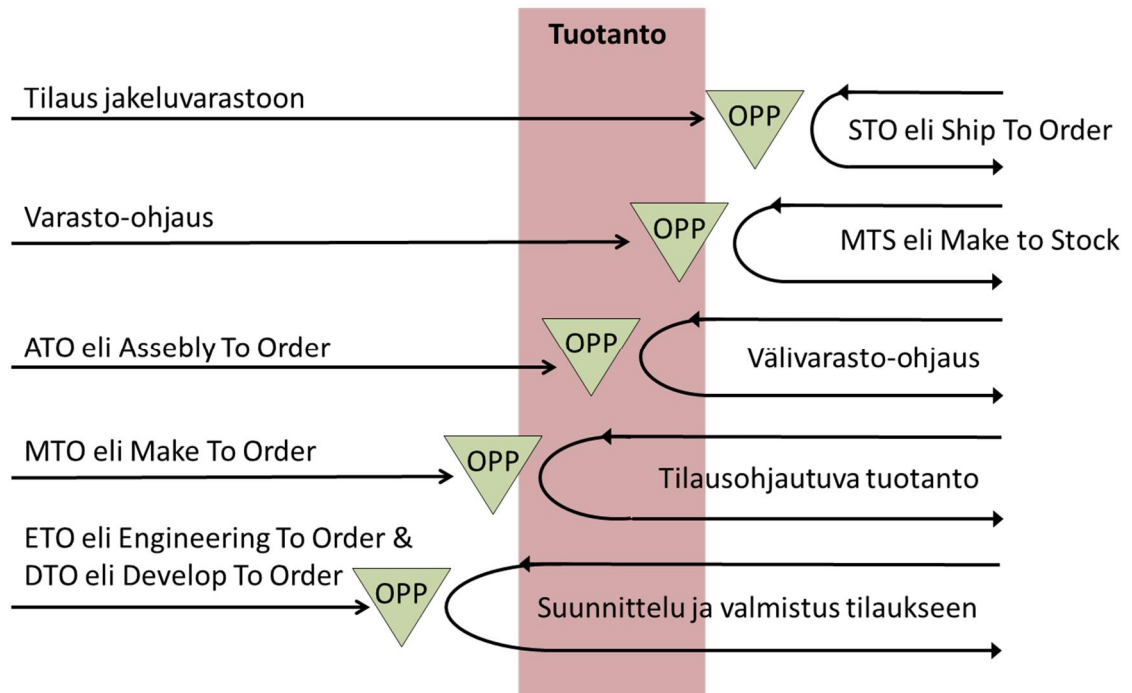 Tuotanto
Tilaus jakeluvarastoon
OPP
STO eli Ship To Order
Varasto-ohjaus
OPP
MTS eli Make to Stock
ATO eli Assebly To Order
OPP
Välivarasto-ohjaus
MTO eli Make To Order
OPP
Tilausohjautuva tuotanto
ETO eli Engineering To Order &
DTO eli Develop To Order
OPP
Suunnittelu ja valmistus tilaukseen